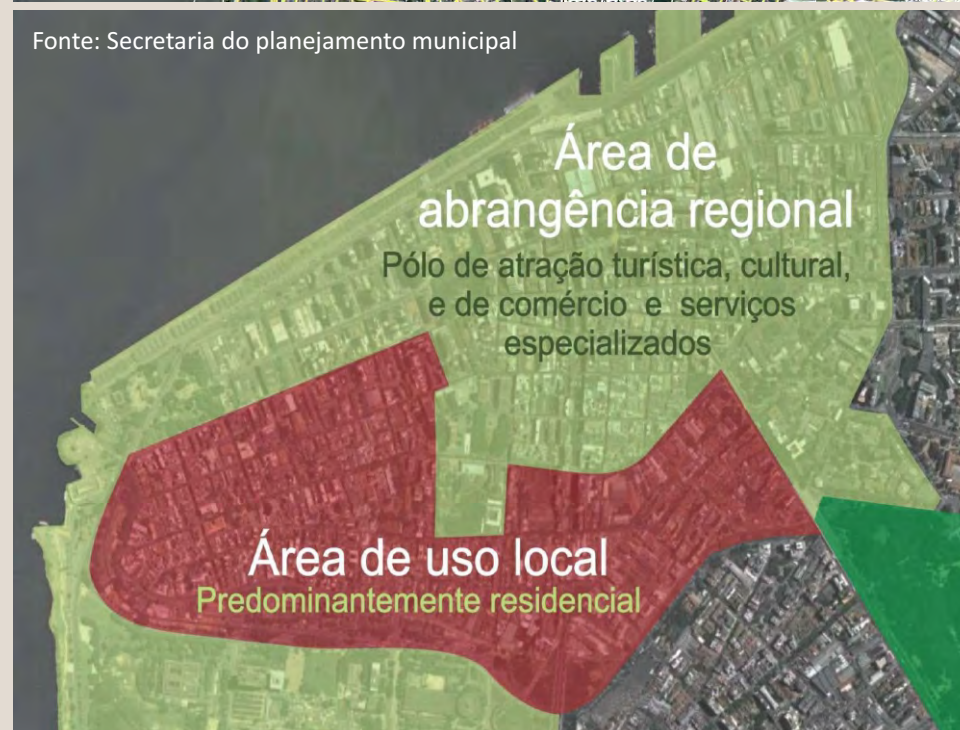 Fonte: Secretaria do planejamento municipal
Área de
abrangência regional
Pólo de atração turística, cultural,
e de comércio e serviços
especializados
Área de uso local
Predominantemente residencial